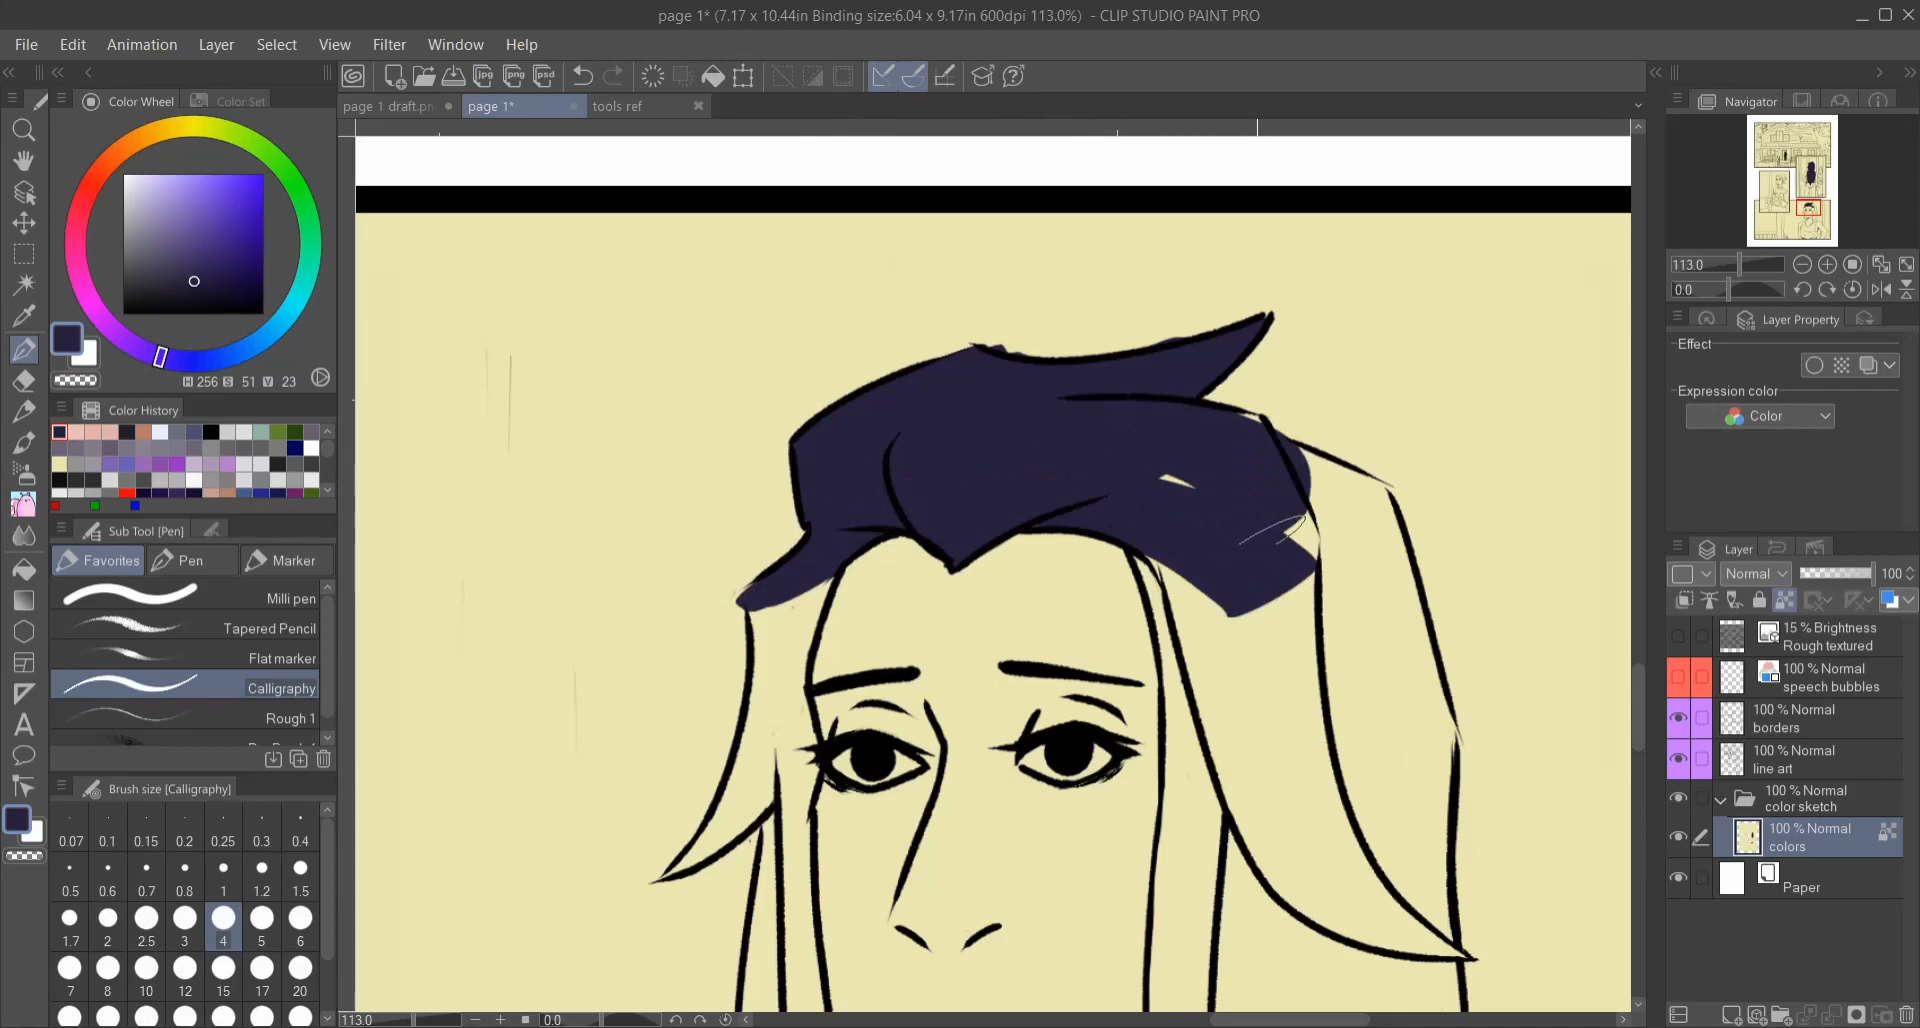 page 1* (7.17 x 10.44in Binding size:6.04 x 9.17in 600dpi 113.0%) - CLIP STUDIO PAINT PRO
File Edit Animation Layer Select View Filter Window Help
jpg png psd
Color Wheel Color Set
page 1 draft.pn page 1* tools ref
Navigator
113.0
0.0
Layer Property
Effect
Expression color
Color
H 256 S 51 V 23
Color History
Sub Tool [Pen]
Favorites Pen Marker
Milli pen
Tapered Pencil
Flat marker
Calligraphy
Rough 1
Brush size [Calligraphy]
0.07 0.1 0.15 0.2 0.25 0.3 0.4
0.5 0.6 0.7 0.8 1 1.2 1.5
1.7 2 2.5 3 4 5 6
7 8 10 12 15 17 20
Layer
Normal 100
15 % Brightness
Rough textured
100 % Normal
speech bubbles
100 % Normal
borders
100 % Normal
line art
100 % Normal
color sketch
100 % Normal
colors
Paper
113.0 0.0